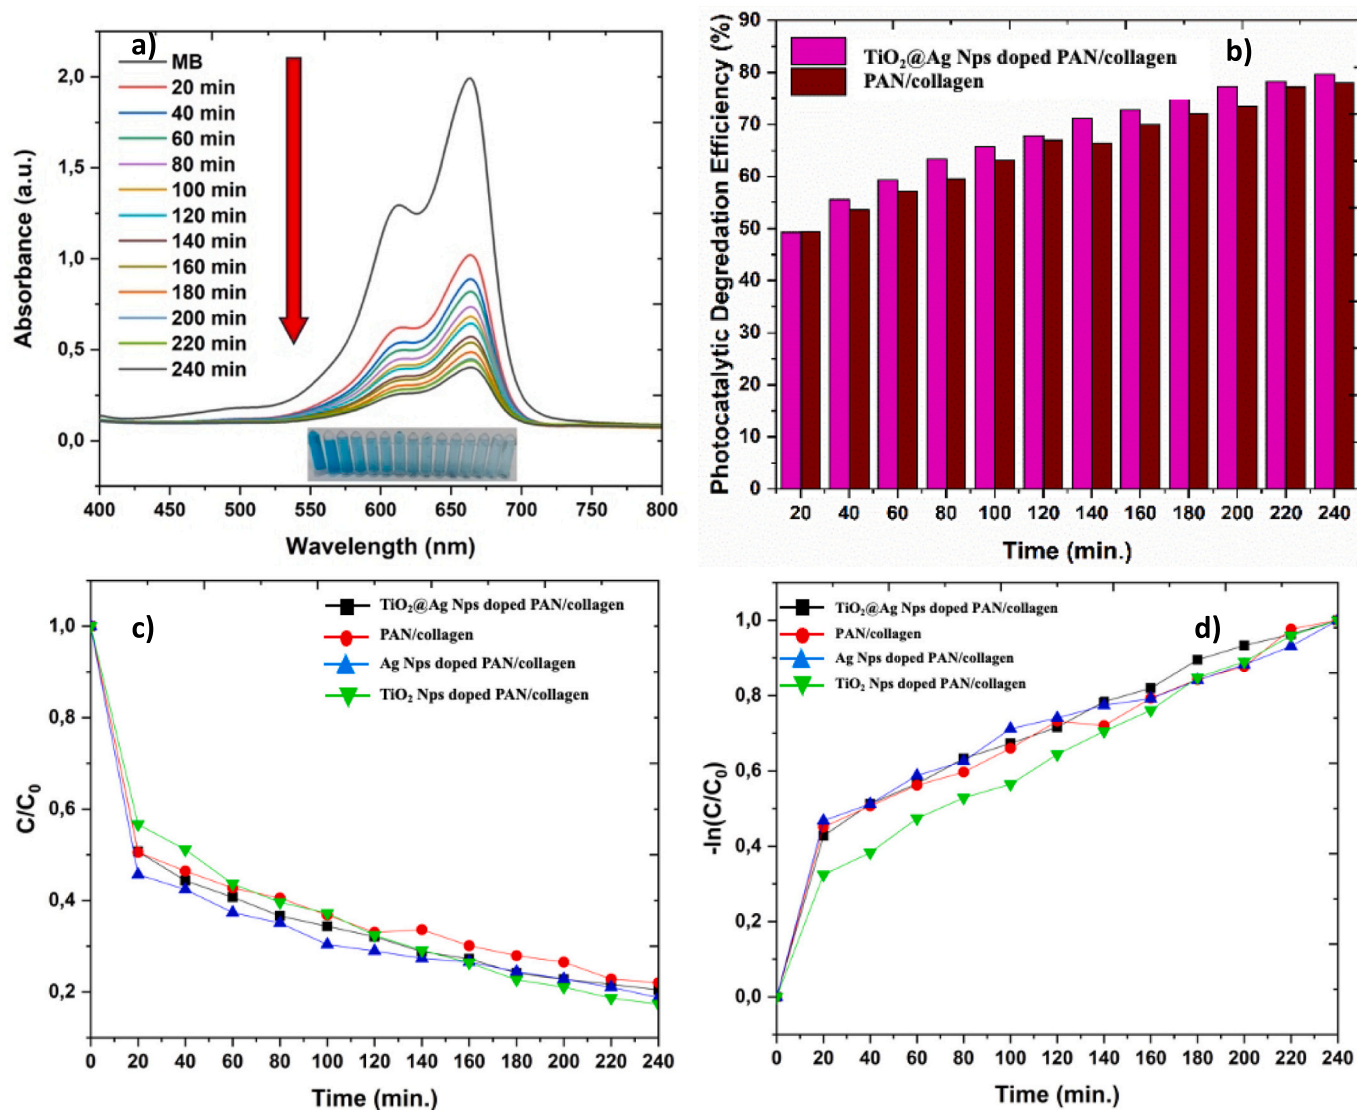 a)
Absorbance (a.u.)
2,0
1,5
1,0
0,5
0,0
MB
20 min
40 min
60 min
80 min
100 min
120 min
140 min
160 min
180 min
200 min
220 min
240 min
400 450 500 550 600 650 700 750 800
Wavelength (nm)
b)
Photocatalytic Degredation Efficiency (%)
90
80
70
60
50
40
30
20
10
0
TiO₂@Ag Nps doped PAN/collagen
PAN/collagen
20 40 60 80 100 120 140 160 180 200 220 240
Time (min.)
c)
C/C₀
1,0
0,8
0,6
0,4
0,2
TiO₂@Ag Nps doped PAN/collagen
PAN/collagen
Ag Nps doped PAN/collagen
TiO₂ Nps doped PAN/collagen
0 20 40 60 80 100 120 140 160 180 200 220 240
Time (min.)
d)
-ln(C/C₀)
1,0
0,8
0,6
0,4
0,2
0,0
TiO₂@Ag Nps doped PAN/collagen
PAN/collagen
Ag Nps doped PAN/collagen
TiO₂ Nps doped PAN/collagen
0 20 40 60 80 100 120 140 160 180 200 220 240
Time (min.)